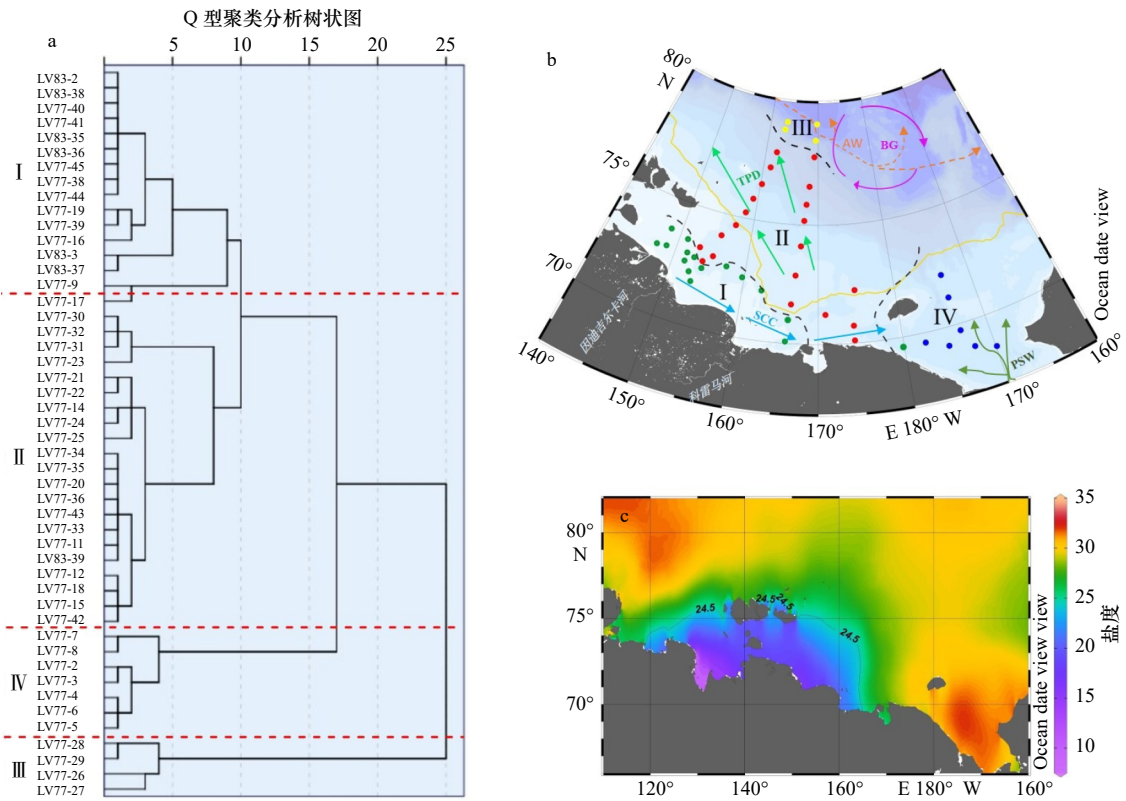 Q 型聚类分析树状图
a
5
10
15
20
25
LV83-2
LV83-38
LV77-40
LV77-41
LV83-35
LV83-36
LV77-45
LV77-38
LV77-44
LV77-19
LV77-39
LV77-16
LV83-3
LV83-37
LV77-9
LV77-17
LV77-30
LV77-32
LV77-31
LV77-23
LV77-21
LV77-22
LV77-14
LV77-24
LV77-25
LV77-34
LV77-35
LV77-20
LV77-36
LV77-43
LV77-33
LV77-11
LV83-39
LV77-12
LV77-18
LV77-15
LV77-42
LV77-7
LV77-8
LV77-2
LV77-3
LV77-4
LV77-6
LV77-5
LV77-28
LV77-29
LV77-26
LV77-27
Ⅰ
Ⅱ
Ⅳ
Ⅲ
b
80°
N
75°
70°
140°
150°
160°
170°
E 180° W
170°
160°
III
AW
BG
TPD
II
I
SCC
IV
PSW
因迪吉尔卡河
科雷马河
Ocean date view
c
80°
N
75°
70°
24.5
24.5
24.5
24.5
120°
140°
160°
E 180° W
160°
Ocean date view view
35
30
25
20
15
10
盐度